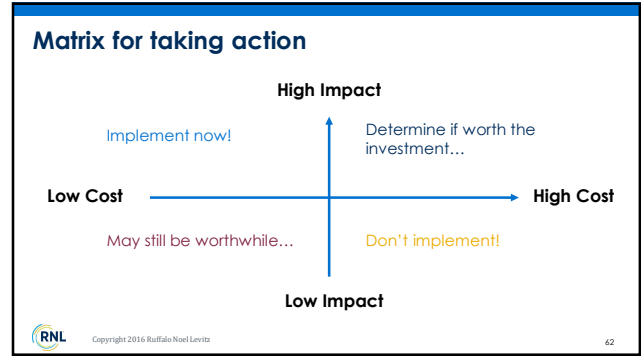 Matrix for taking action
High Impact
Implement now!
Determine if worth the
investment…
Low Cost
High Cost
May still be worthwhile…
Don't implement!
Low Impact
RNL
Copyright 2016 Ruffalo Noel Levitz
62